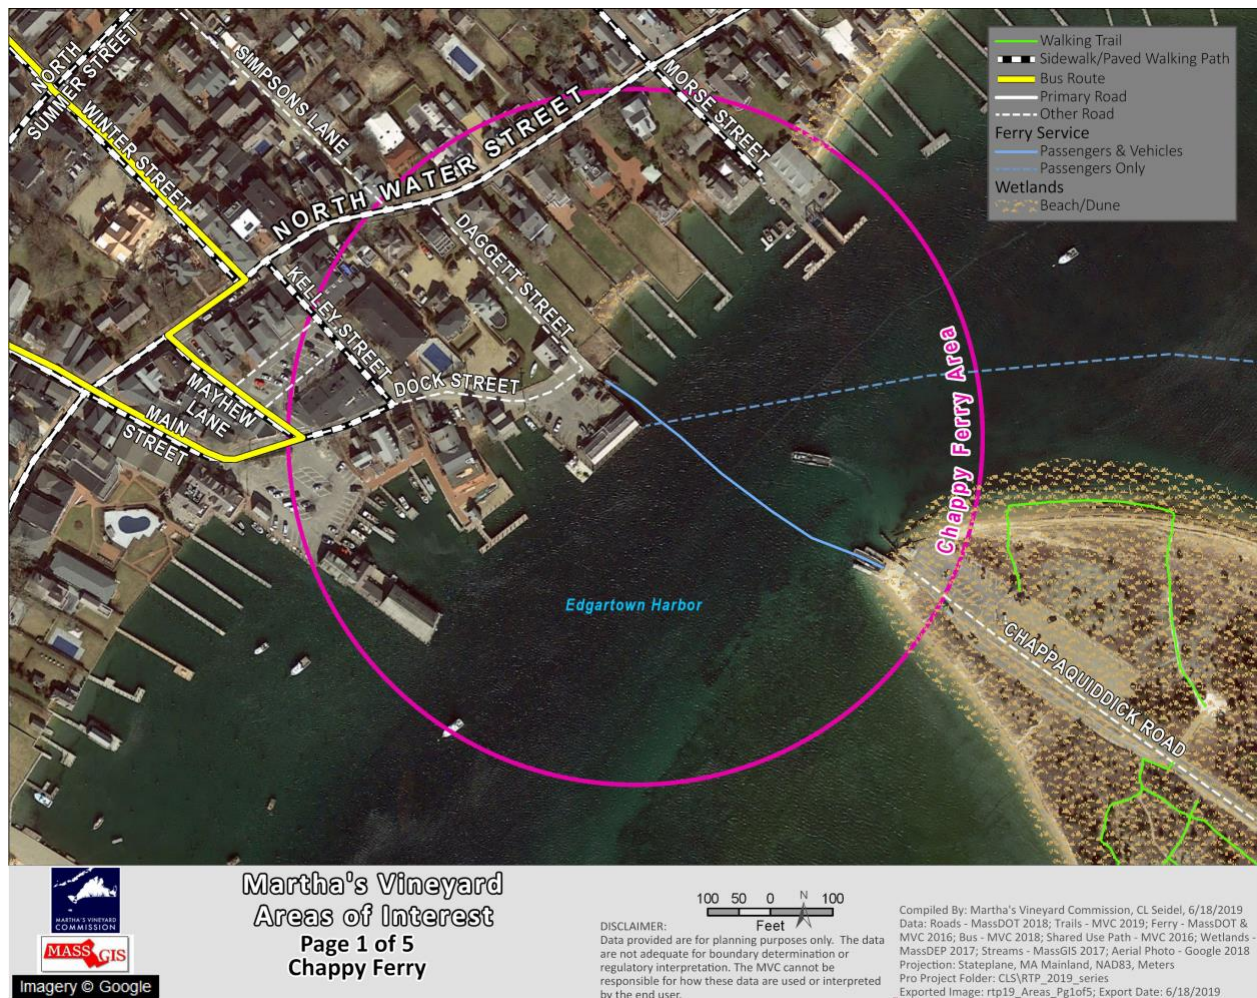 NORTH
SUMMER STREET
WINTER STREET
SIMPSONS LANE
NORTH WATER STREET
MORSE STREET
DAGGETT STREET
KELLEY STREET
DOCK STREET
MAYHEW
LANE
MAIN
STREET
Chappy Ferry Area
Edgartown Harbor
CHAPPAQUIDDICK ROAD
Walking Trail
Sidewalk/Paved Walking Path
Bus Route
Primary Road
Other Road
Ferry Service
Passengers & Vehicles
Passengers Only
Wetlands
Beach/Dune
MARTHA'S VINEYARD
COMMISSION
MASS GIS
Imagery © Google
Martha's Vineyard
Areas of Interest
Page 1 of 5
Chappy Ferry
100 50 0 100
N
Feet
DISCLAIMER:
Data provided are for planning purposes only. The data
are not adequate for boundary determination or
regulatory interpretation. The MVC cannot be
responsible for how these data are used or interpreted
by the end user.
Compiled By: Martha's Vineyard Commission, CL Seidel, 6/18/2019
Data: Roads - MassDOT 2018; Trails - MVC 2019; Ferry - MassDOT &
MVC 2016; Bus - MVC 2018; Shared Use Path - MVC 2016; Wetlands -
MassDEP 2017; Streams - MassGIS 2017; Aerial Photo - Google 2018
Projection: Stateplane, MA Mainland, NAD83, Meters
Pro Project Folder: CLS\RTP_2019_series
Exported Image: rtp19_Areas_Pg1of5; Export Date: 6/18/2019